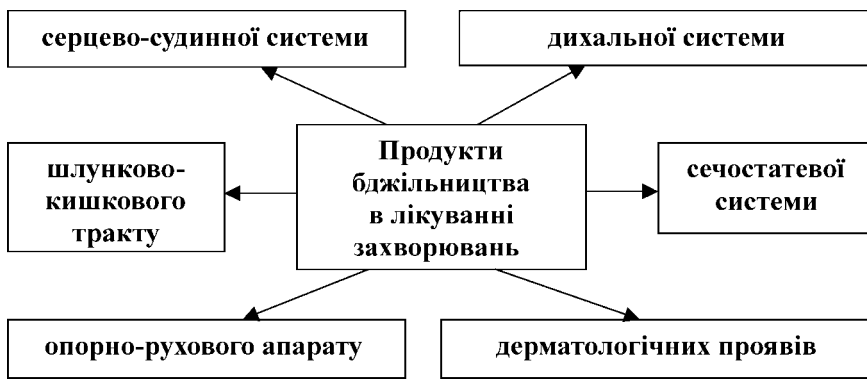 серцево-судинної системи
дихальної системи
шлунково-
кишкового
тракту
Продукти
бджільництва
в лікуванні
захворювань
сечостатевої
системи
опорно-рухового апарату
дерматологічних проявів